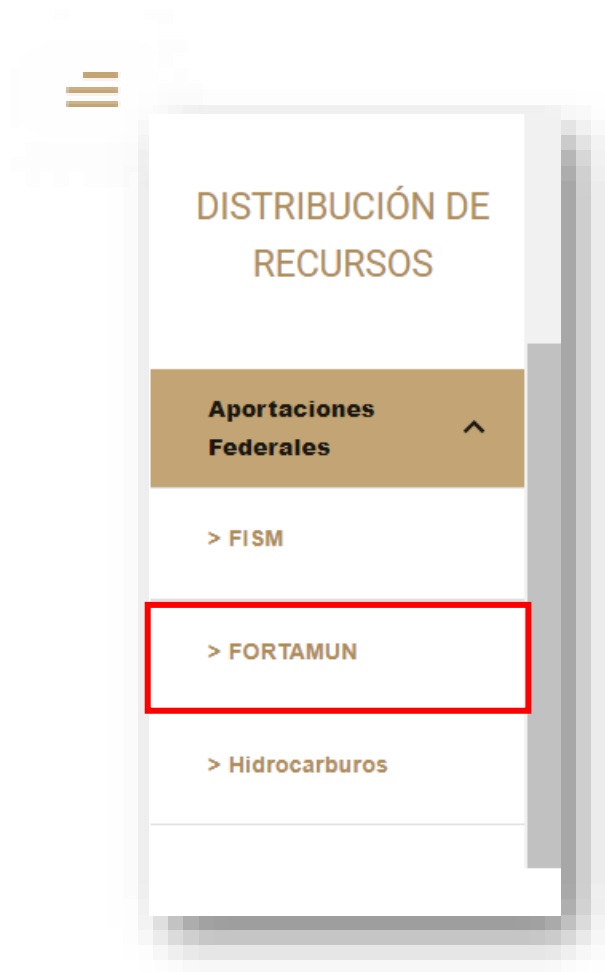 DISTRIBUCIÓN DE
RECURSOS
Aportaciones
Federales
> FISM
> FORTAMUN
> Hidrocarburos